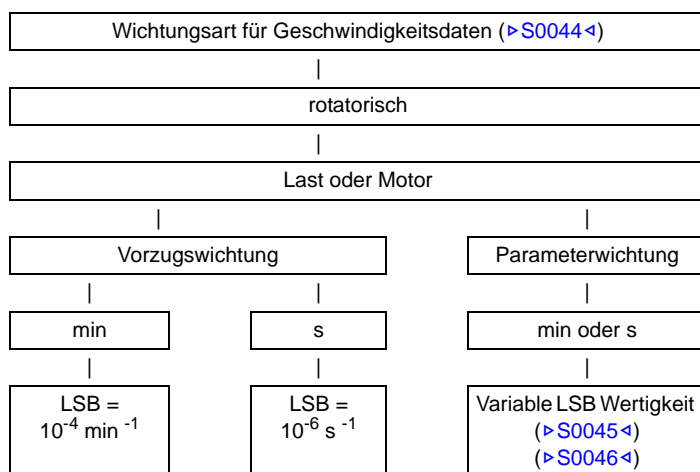 Wichtungsart für Geschwindigkeitsdaten (▹S0044◃)
rotatorisch
Last oder Motor
Vorzugswichtung
Parameterwichtung
min
s
min oder s
LSB =
10⁻⁴ min ⁻¹
LSB =
10⁻⁶ s ⁻¹
Variable LSB Wertigkeit
(▹S0045◃)
(▹S0046◃)